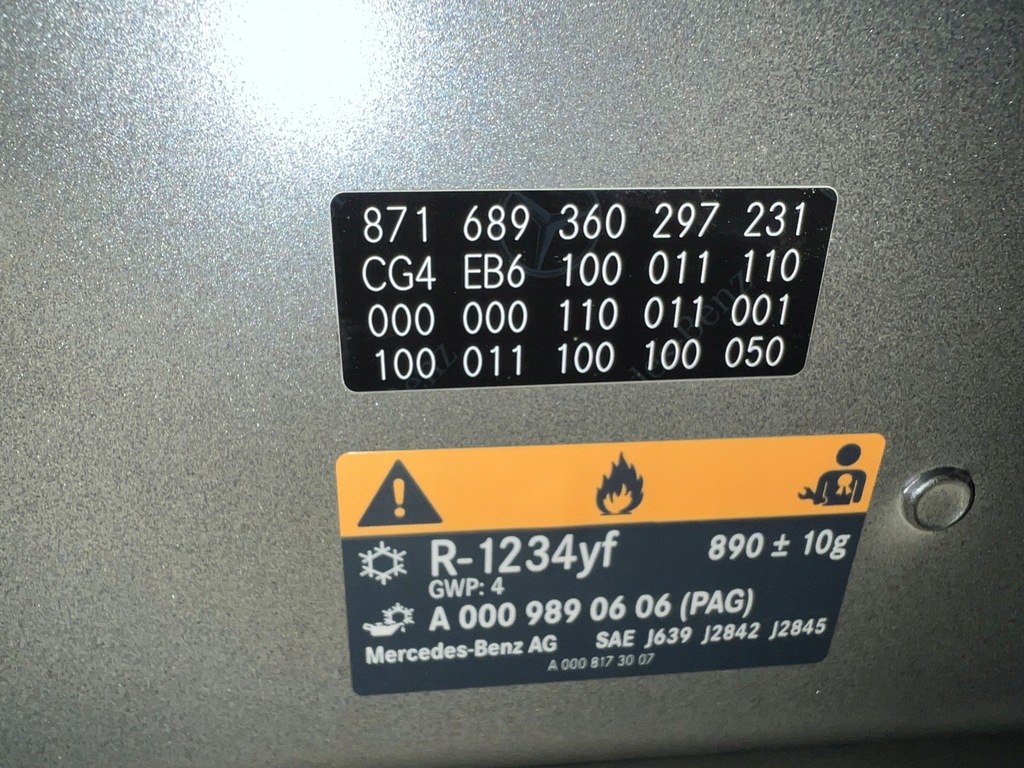 871 689 360 297 231
CG4 EB6 100 011 110
000 000 110 011 001
100 011 100 100 050
R-1234yf 890 ± 10g
GWP: 4
A 000 989 06 06 (PAG)
Mercedes-Benz AG SAE J639 J2842 J2845
A 000 817 30 07